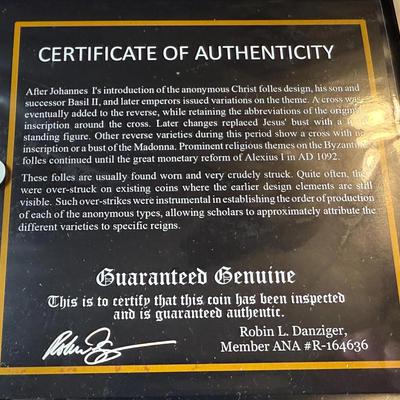 CERTIFICATE OF AUTHENTICITY
After Johannes I's introduction of the anonymous Christ folles design, his son and
successor Basil II, and later emperors issued variations on the theme. A cross was
eventually added to the reverse, while retaining the abbreviations of the original
inscription around the cross. Later changes replaced Jesus' bust with a full
standing figure. Other reverse varieties during this period show a cross with no
inscription or a bust of the Madonna. Prominent religious themes on the Byzantine
folles continued until the great monetary reform of Alexius I in AD 1092.
These folles are usually found worn and very crudely struck. Quite often, they
were over-struck on existing coins where the earlier design elements are still
visible. Such over-strikes were instrumental in establishing the order of production
of each of the anonymous types, allowing scholars to approximately attribute the
different varieties to specific reigns.
Guaranteed Genuine
This is to certify that this coin has been inspected
and is guaranteed authentic.
Robin L. Danziger,
Member ANA #R-164636